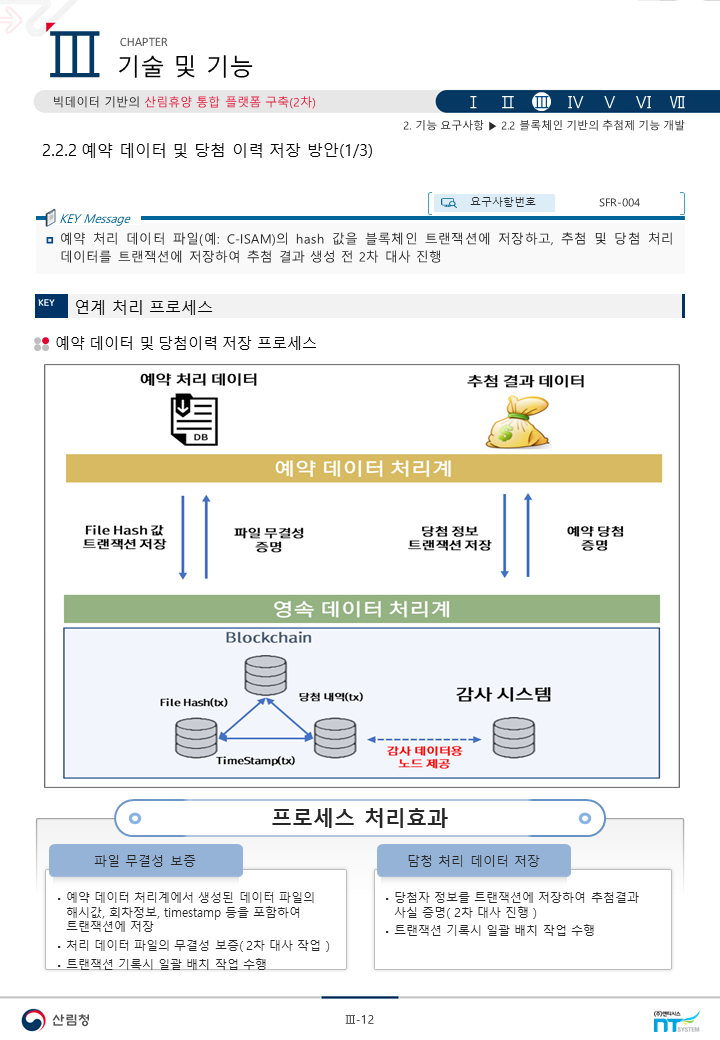 Ⅲ
CHAPTER
기술 및 기능
빅데이터 기반의 산림휴양 통합 플랫폼 구축(2차)
Ⅰ Ⅱ Ⅲ Ⅳ Ⅴ Ⅵ Ⅶ
2. 기능 요구사항 ▶ 2.2 블록체인 기반의 추첨제 기능 개발
2.2.2 예약 데이터 및 당첨 이력 저장 방안(1/3)
요구사항번호 SFR-004
KEY Message
예약 처리 데이터 파일(예: C-ISAM)의 hash 값을 블록체인 트랜잭션에 저장하고, 추첨 및 당첨 처리
데이터를 트랜잭션에 저장하여 추첨 결과 생성 전 2차 대사 진행
KEY 연계 처리 프로세스
예약 데이터 및 당첨이력 저장 프로세스
예약 처리 데이터
추첨 결과 데이터
DB
예약 데이터 처리계
File Hash 값
트랜잭션 저장
파일 무결성
증명
당첨 정보
트랜잭션 저장
예약 당첨
증명
영속 데이터 처리계
Blockchain
File Hash(tx)
당첨 내역(tx)
TimeStamp(tx)
감사 시스템
감사 데이터용
노드 제공
프로세스 처리효과
파일 무결성 보증
• 예약 데이터 처리계에서 생성된 데이터 파일의
해시값, 회차정보, timestamp 등을 포함하여
트랜잭션에 저장
• 처리 데이터 파일의 무결성 보증( 2차 대사 작업 )
• 트랜잭션 기록시 일괄 배치 작업 수행
담청 처리 데이터 저장
• 당첨자 정보를 트랜잭션에 저장하여 추첨결과
사실 증명( 2차 대사 진행 )
• 트랜잭션 기록시 일괄 배치 작업 수행
산림청
Ⅲ-12
(주)엔티시스
NT SYSTEM